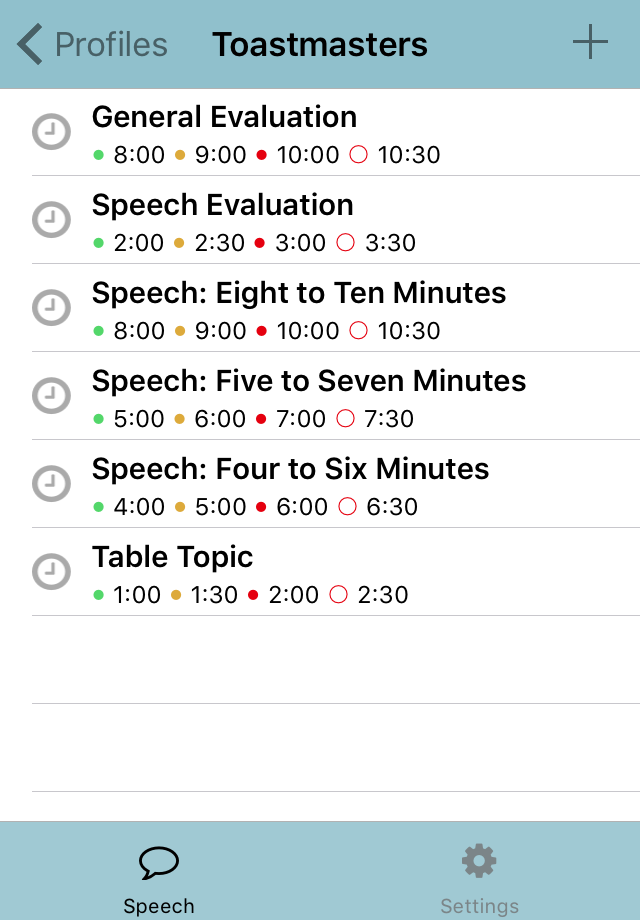 Profiles Toastmasters
General Evaluation
8:00 9:00 10:00 10:30
Speech Evaluation
2:00 2:30 3:00 3:30
Speech: Eight to Ten Minutes
8:00 9:00 10:00 10:30
Speech: Five to Seven Minutes
5:00 6:00 7:00 7:30
Speech: Four to Six Minutes
4:00 5:00 6:00 6:30
Table Topic
1:00 1:30 2:00 2:30
Speech Settings